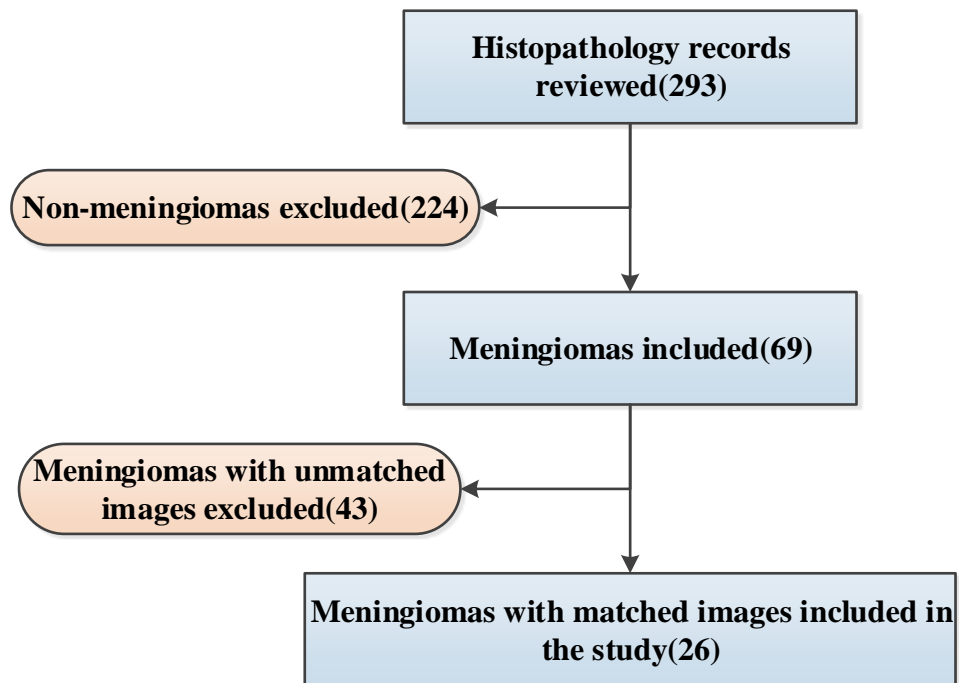 Histopathology records
reviewed(293)
Non-meningiomas excluded(224)
Meningiomas included(69)
Meningiomas with unmatched
images excluded(43)
Meningiomas with matched images included in
the study(26)